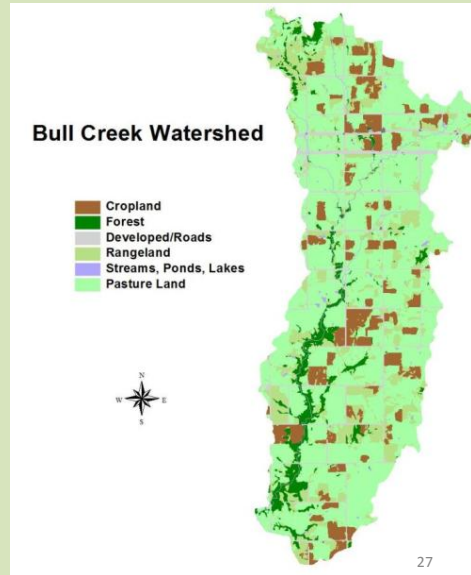 Bull Creek Watershed
Cropland
Forest
Developed/Roads
Rangeland
Streams, Ponds, Lakes
Pasture Land
N
W E
S
27